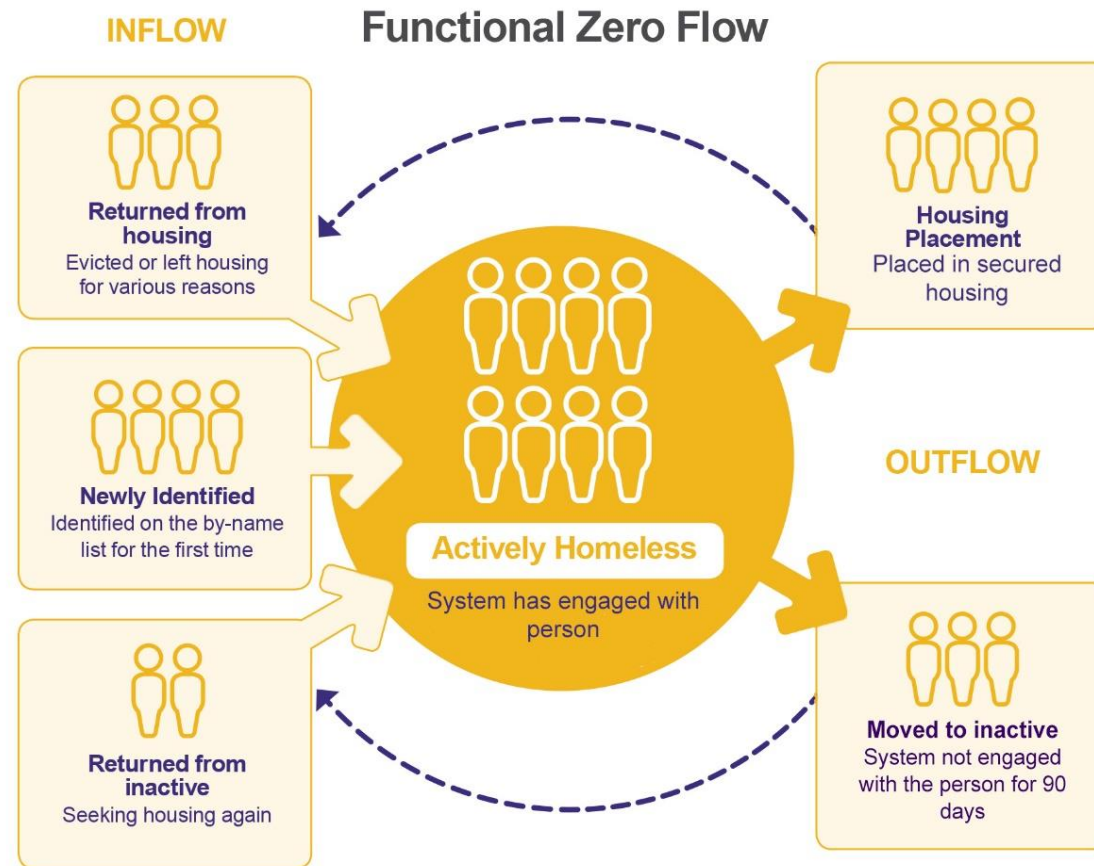 INFLOW
Functional Zero Flow
Returned from
housing
Evicted or left housing
for various reasons
Newly Identified
Identified on the by-name
list for the first time
Returned from
inactive
Seeking housing again
Actively Homeless
System has engaged with
person
Housing
Placement
Placed in secured
housing
OUTFLOW
Moved to inactive
System not engaged
with the person for 90
days